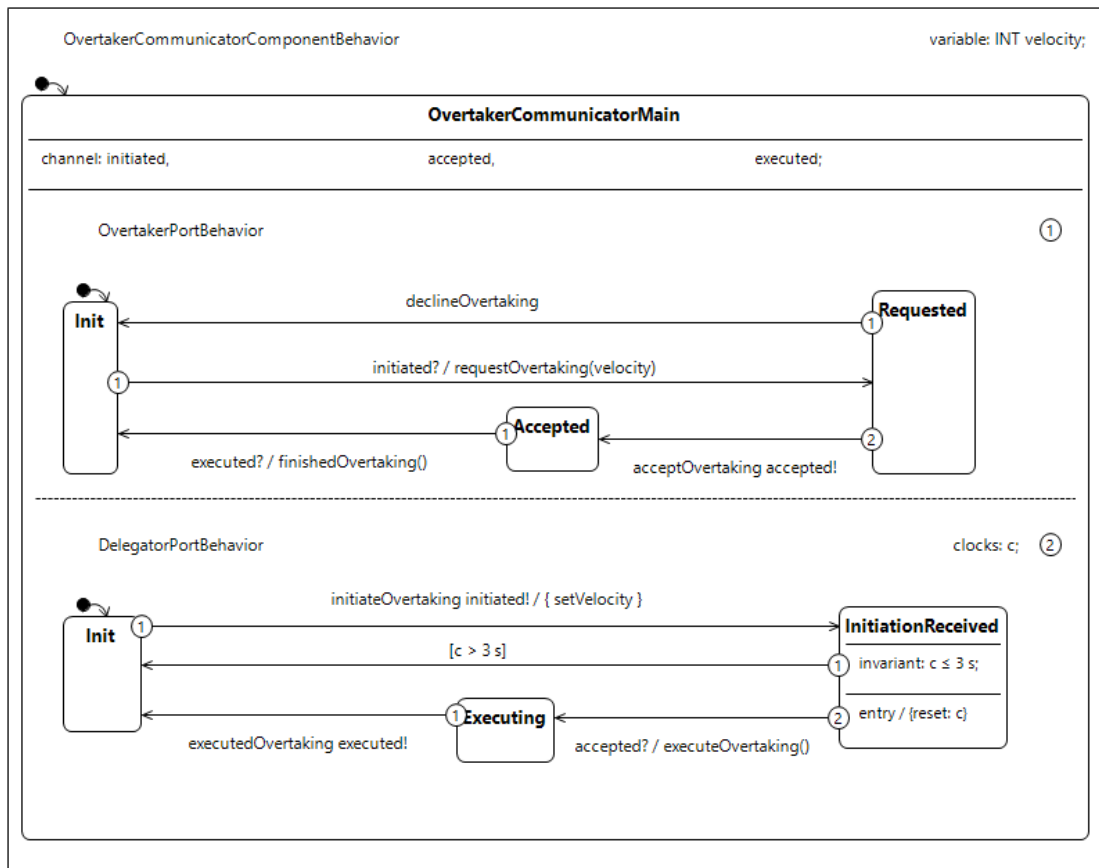 OvertakerCommunicatorComponentBehavior variable: INT velocity;
OvertakerCommunicatorMain
channel: initiated, accepted, executed;
OvertakerPortBehavior 1
declineOvertaking
Init 1 Requested
initiated? / requestOvertaking(velocity)
1
1 Accepted 2
executed? / finishedOvertaking() acceptOvertaking accepted!
DelegatorPortBehavior clocks: c; 2
initiateOvertaking initiated! / { setVelocity }
Init 1 InitiationReceived
[c > 3 s]
1 invariant: c ≤ 3 s;
1 Executing 2 entry / {reset: c}
executedOvertaking executed! accepted? / executeOvertaking()